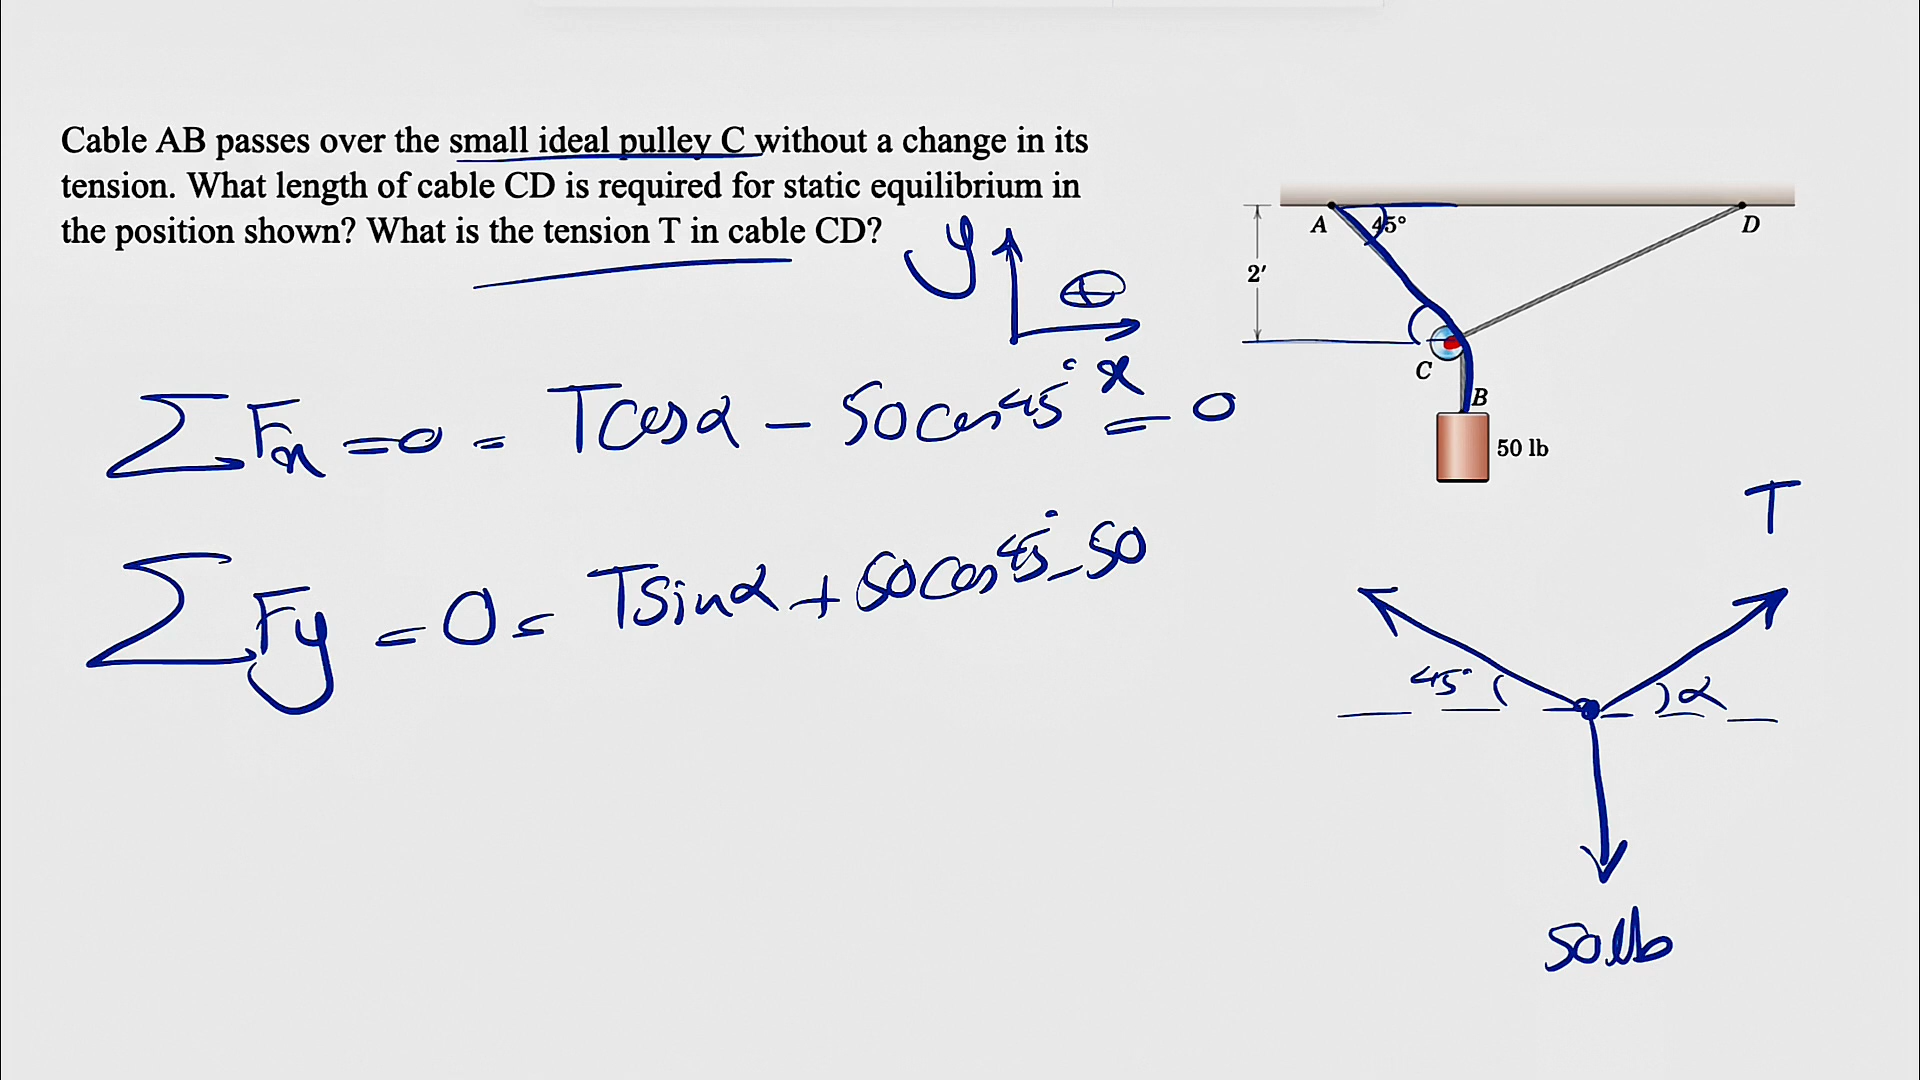 Cable AB passes over the small ideal pulley C without a change in its
tension. What length of cable CD is required for static equilibrium in
the position shown? What is the tension T in cable CD?
A
45°
D
2'
C
B
50 lb
y
⊕
x
ΣFx = 0 = Tcosα - 50cos45° = 0
ΣFy = 0 = Tsinα + 50cos45° - 50
T
45°
α
50lb